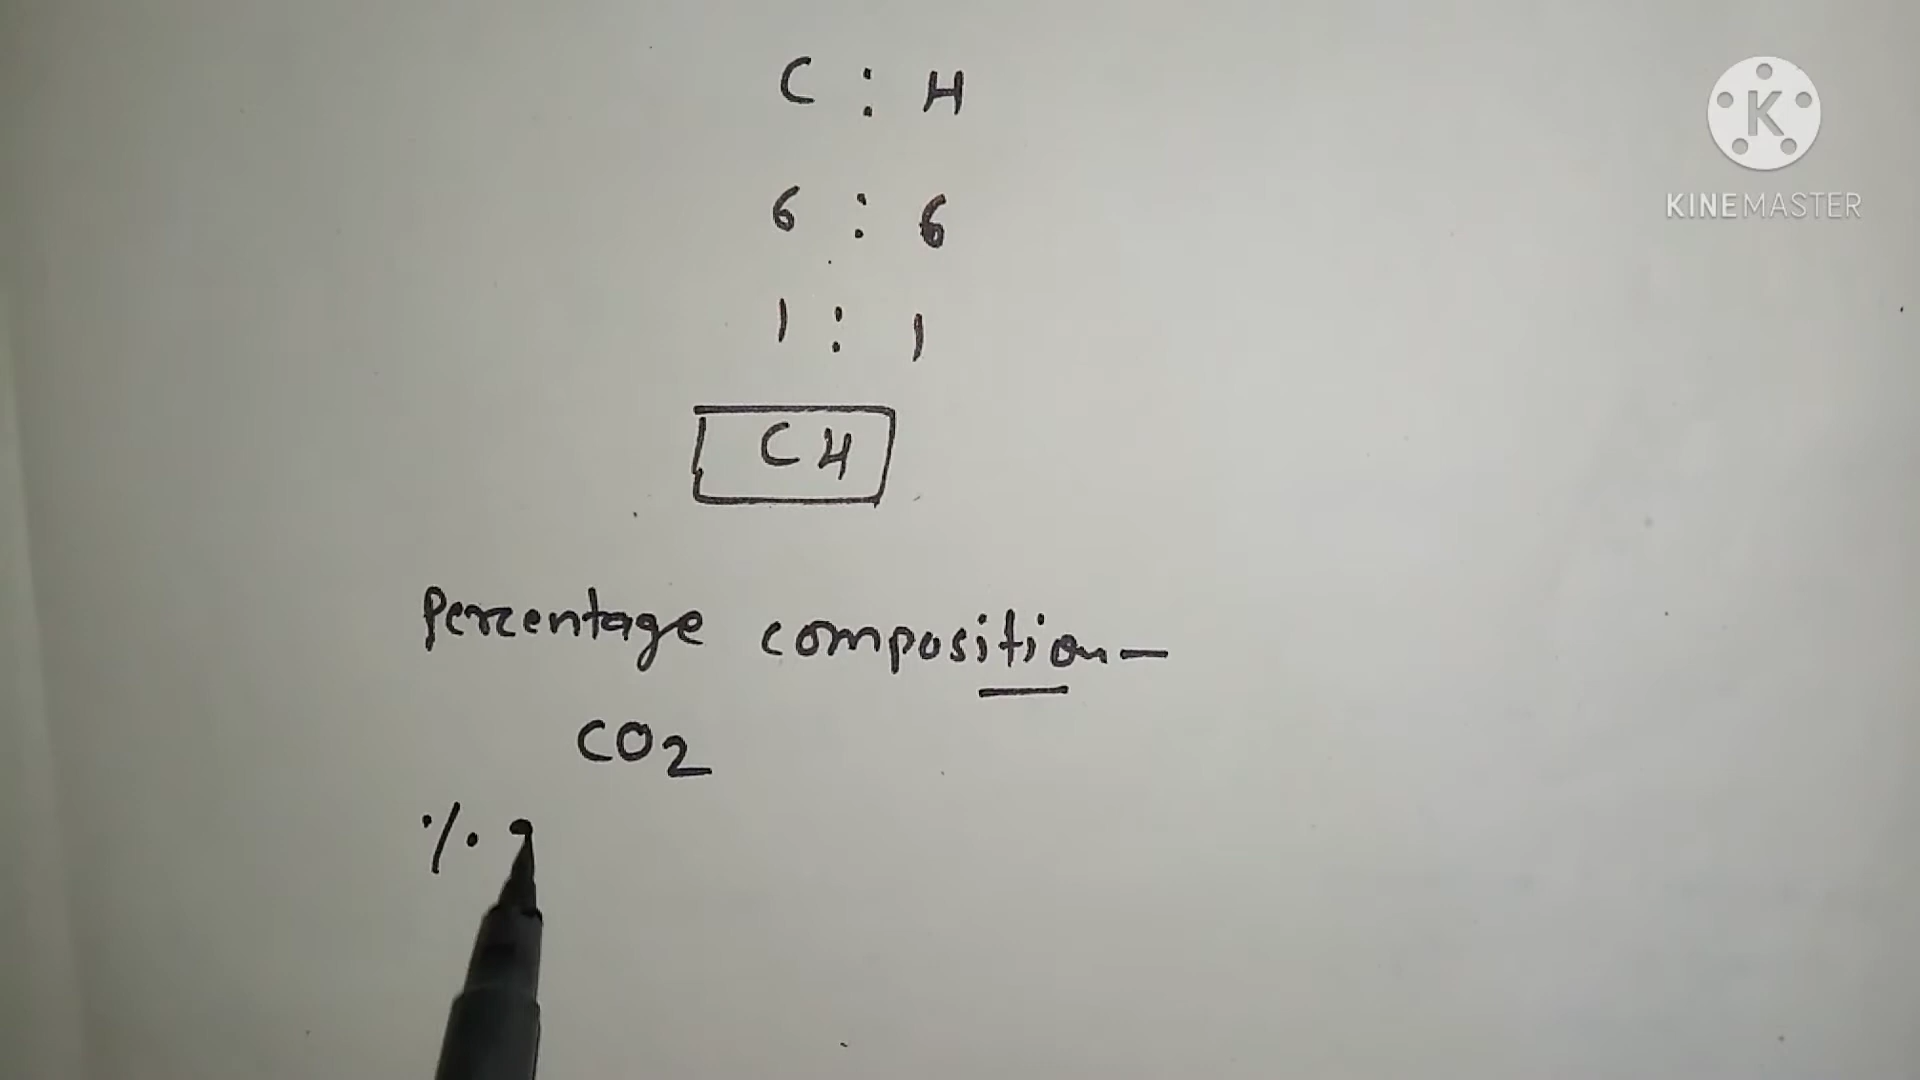 C : H
K
KINEMASTER
6 : 6
1 : 1
CH
Percentage composition—
CO2
%